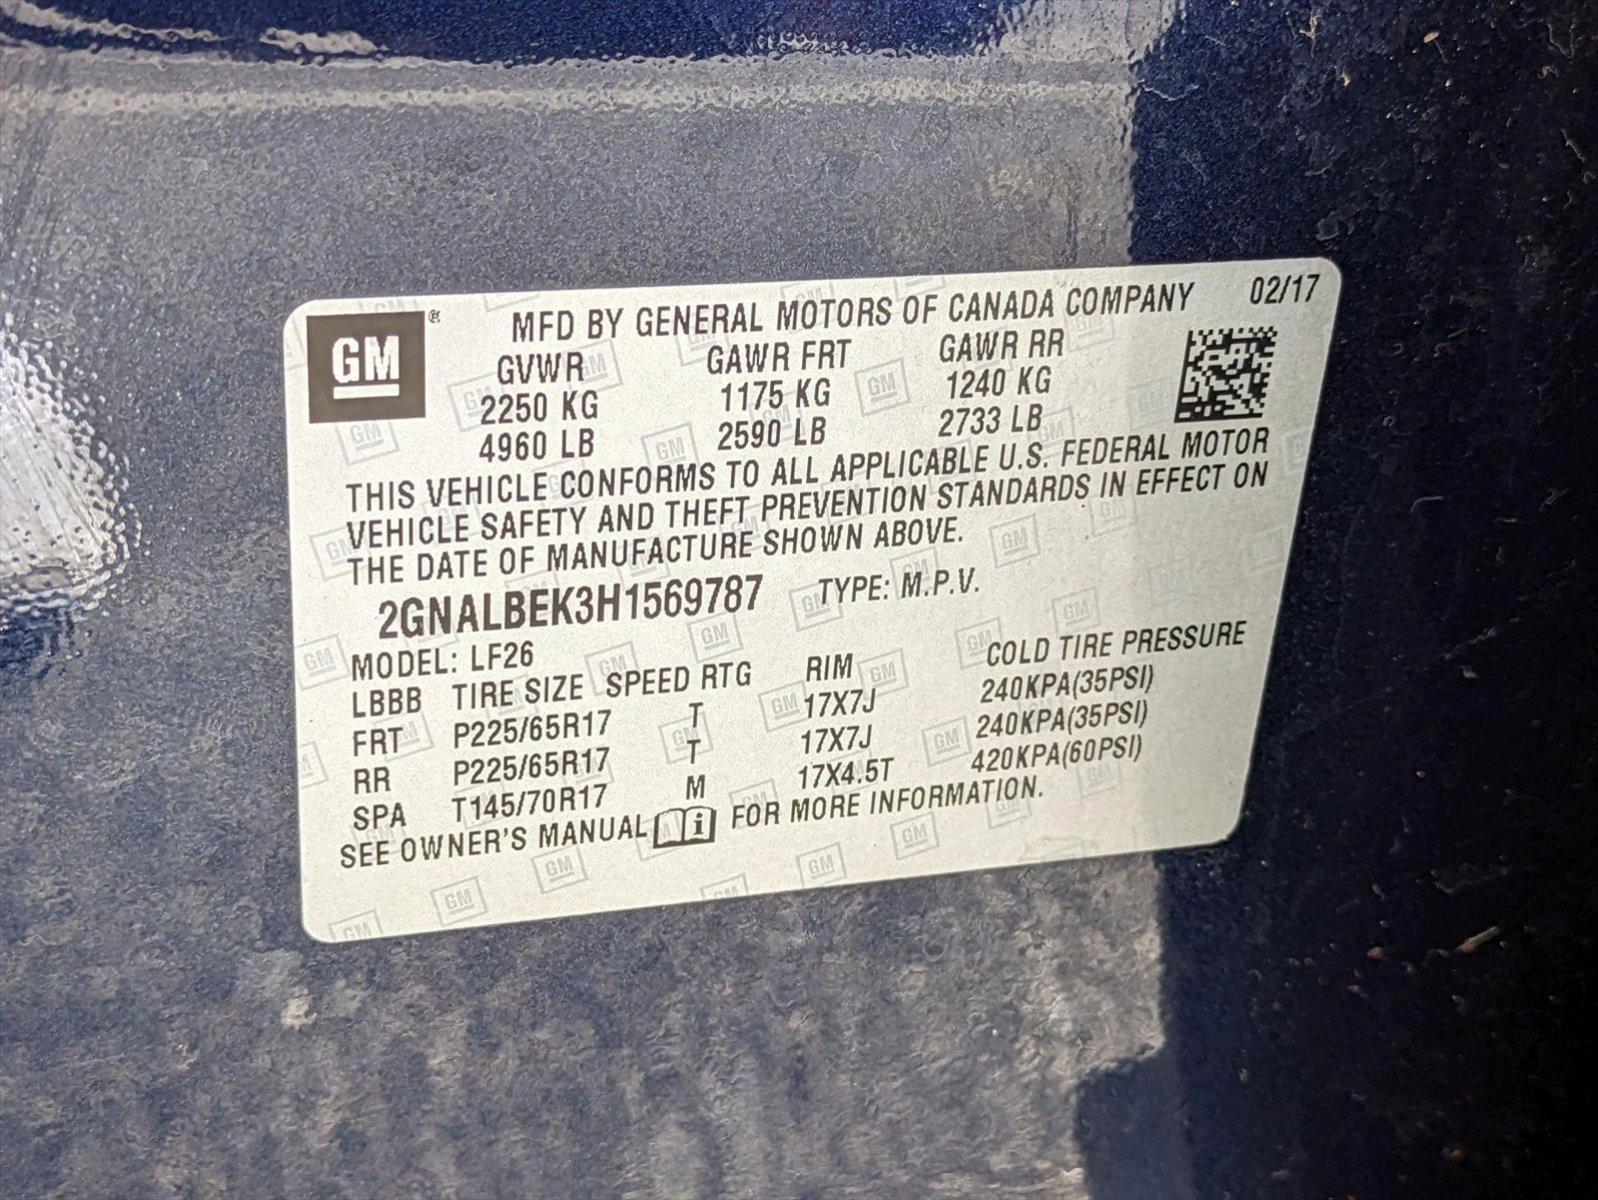 GM ® MFD BY GENERAL MOTORS OF CANADA COMPANY 02/17
GVWR GAWR FRT GAWR RR
2250 KG 1175 KG 1240 KG
4960 LB 2590 LB 2733 LB
THIS VEHICLE CONFORMS TO ALL APPLICABLE U.S. FEDERAL MOTOR
VEHICLE SAFETY AND THEFT PREVENTION STANDARDS IN EFFECT ON
THE DATE OF MANUFACTURE SHOWN ABOVE.
2GNALBEK3H1569787 TYPE: M.P.V.
MODEL: LF26
LBBB TIRE SIZE SPEED RTG RIM COLD TIRE PRESSURE
FRT P225/65R17 T 17X7J 240KPA(35PSI)
RR P225/65R17 T 17X7J 240KPA(35PSI)
SPA T145/70R17 M 17X4.5T 420KPA(60PSI)
SEE OWNER'S MANUAL i FOR MORE INFORMATION.